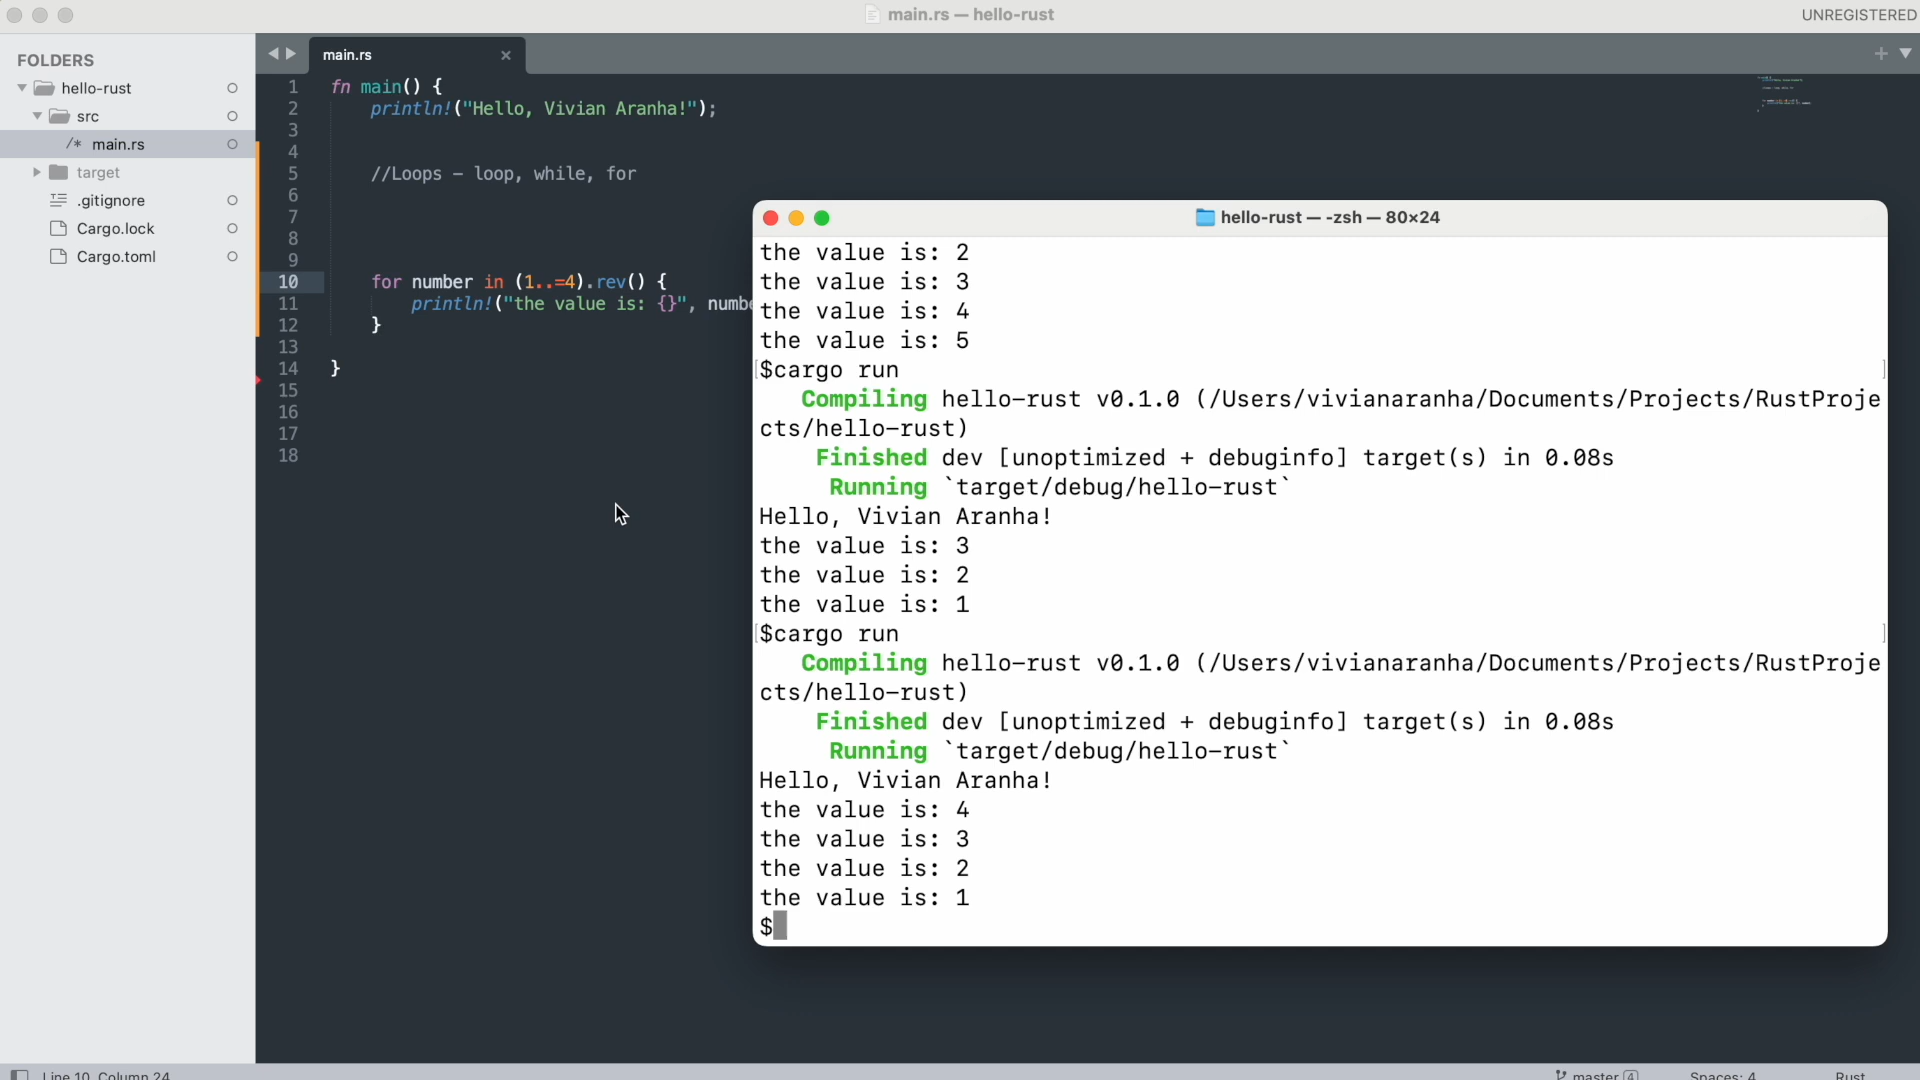 main.rs — hello-rust
UNREGISTERED
FOLDERS
hello-rust
src
/* main.rs
target
.gitignore
Cargo.lock
Cargo.toml
main.rs ×
1 fn main() {
2 println!("Hello, Vivian Aranha!");
3
4
5 //Loops – loop, while, for
6
7
8
9
10 for number in (1..=4).rev() {
11 println!("the value is: {}", numbe
12 }
13
14 }
15
16
17
18
hello-rust — -zsh — 80×24
the value is: 2
the value is: 3
the value is: 4
the value is: 5
[$cargo run ]
Compiling hello-rust v0.1.0 (/Users/vivianaranha/Documents/Projects/RustProje
cts/hello-rust)
Finished dev [unoptimized + debuginfo] target(s) in 0.08s
Running `target/debug/hello-rust`
Hello, Vivian Aranha!
the value is: 3
the value is: 2
the value is: 1
[$cargo run ]
Compiling hello-rust v0.1.0 (/Users/vivianaranha/Documents/Projects/RustProje
cts/hello-rust)
Finished dev [unoptimized + debuginfo] target(s) in 0.08s
Running `target/debug/hello-rust`
Hello, Vivian Aranha!
the value is: 4
the value is: 3
the value is: 2
the value is: 1
$
Line 10, Column 24
master 4
Spaces: 4
Rust